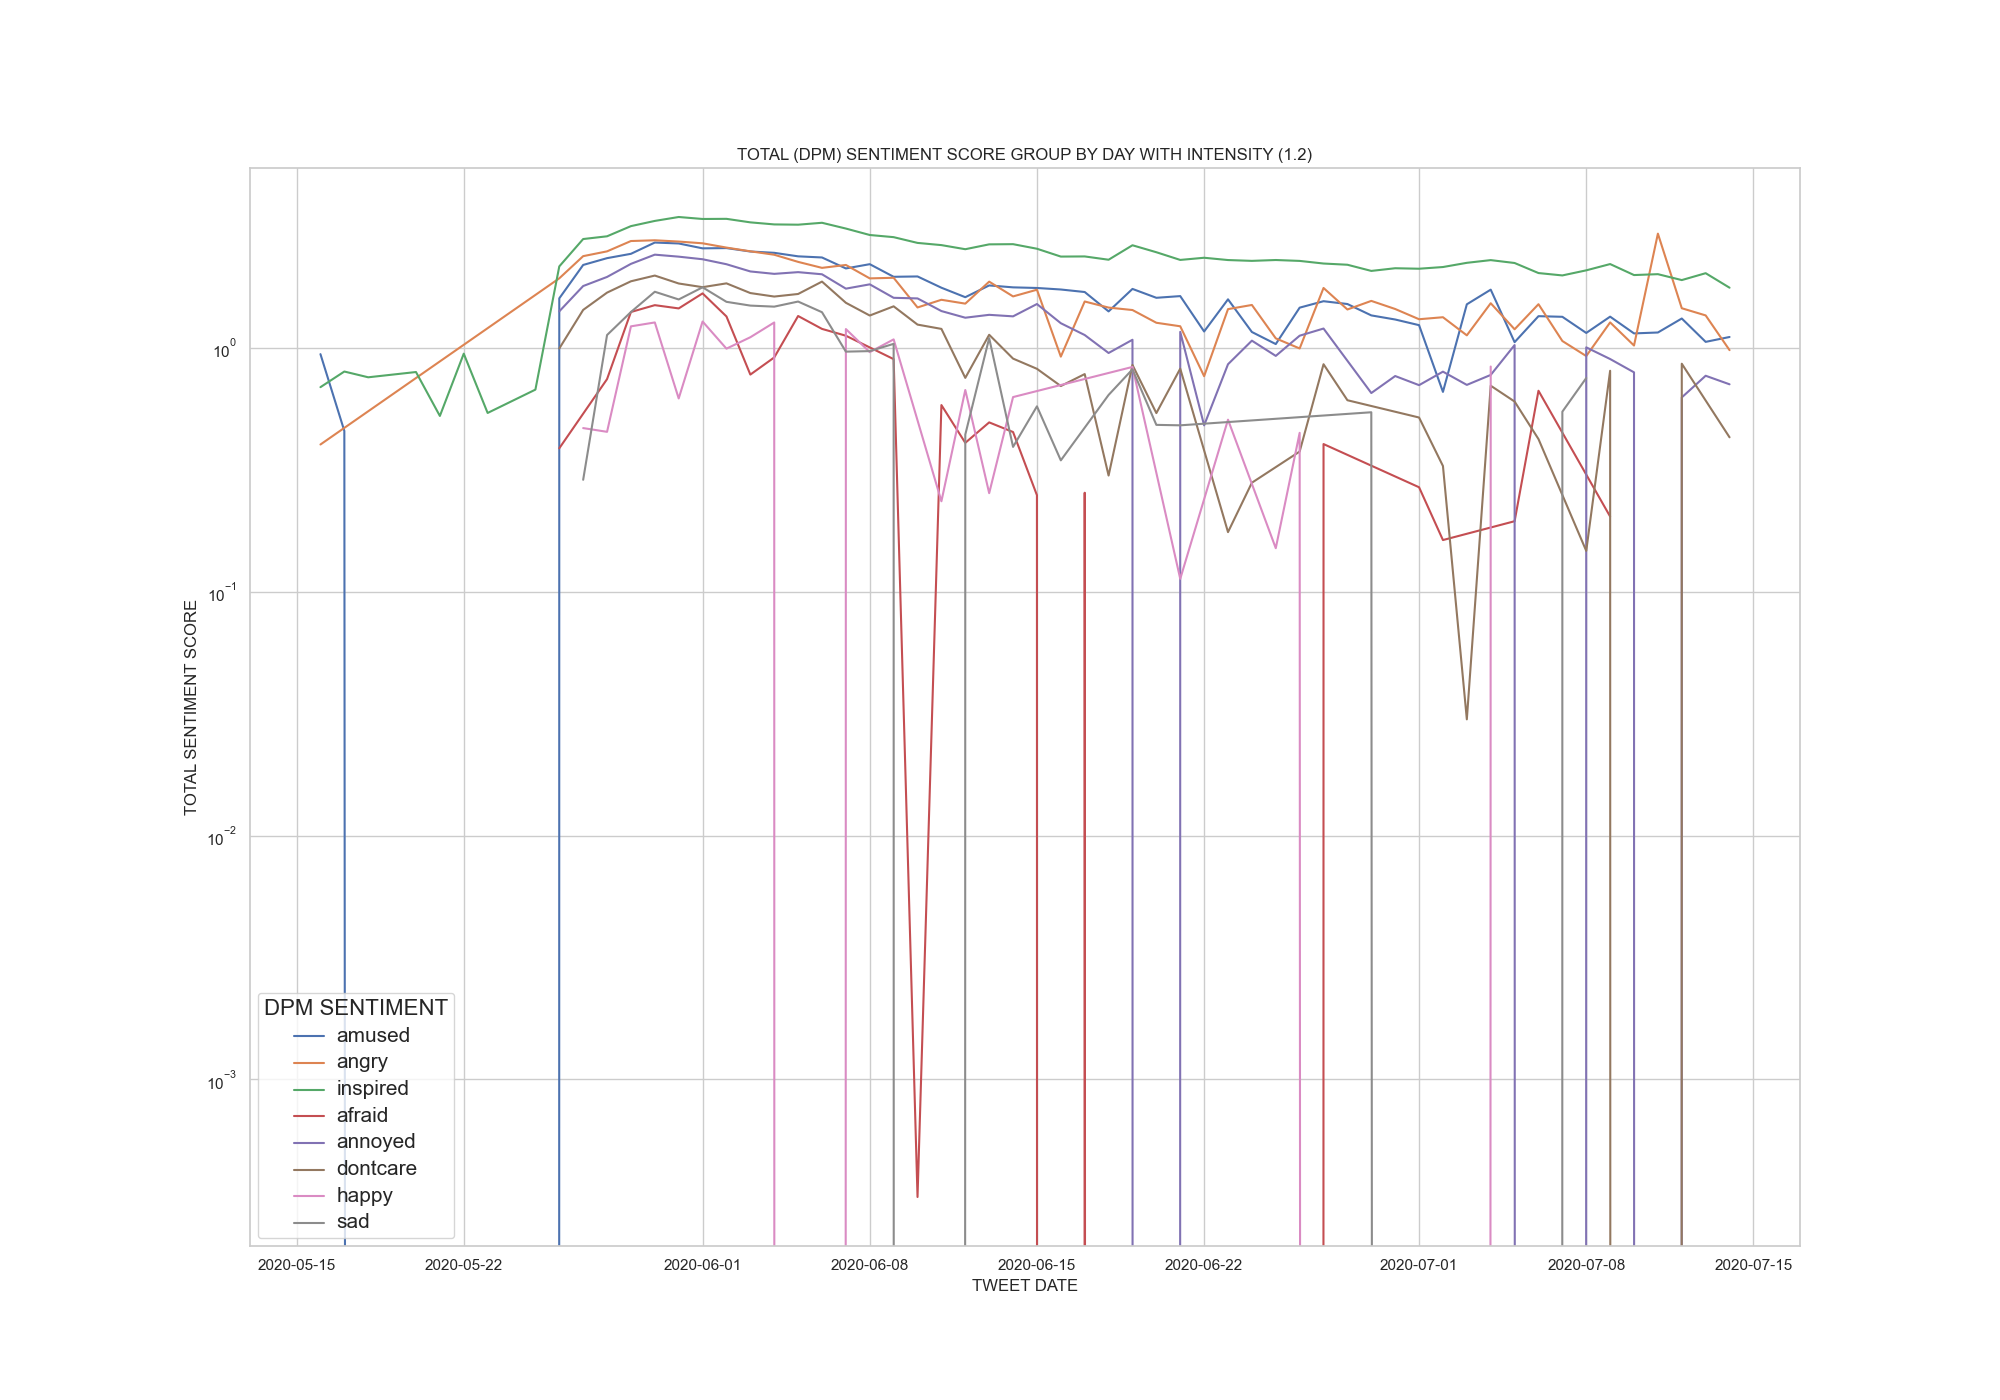 TOTAL (DPM) SENTIMENT SCORE GROUP BY DAY WITH INTENSITY (1.2)
TOTAL SENTIMENT SCORE
10⁰
10⁻¹
10⁻²
10⁻³
DPM SENTIMENT
amused
angry
inspired
afraid
annoyed
dontcare
happy
sad
2020-05-15 2020-05-22 2020-06-01 2020-06-08 2020-06-15 2020-06-22 2020-07-01 2020-07-08 2020-07-15
TWEET DATE